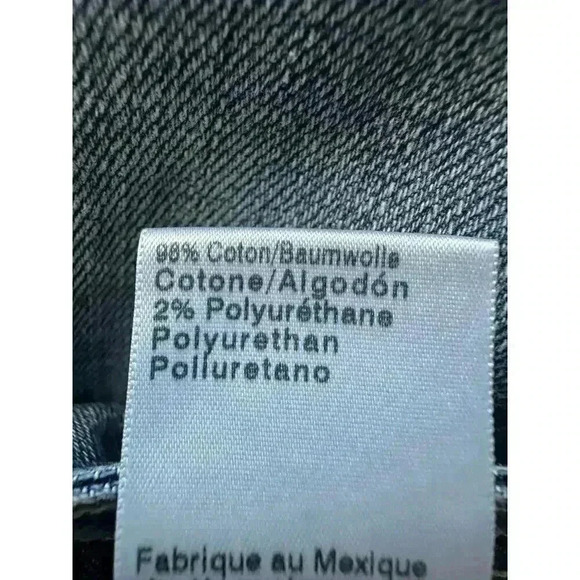 98% Coton/Baumwolle
Cotone/Algodón
2% Polyuréthane
Polyurethan
Poliuretano
Fabrique au Mexique